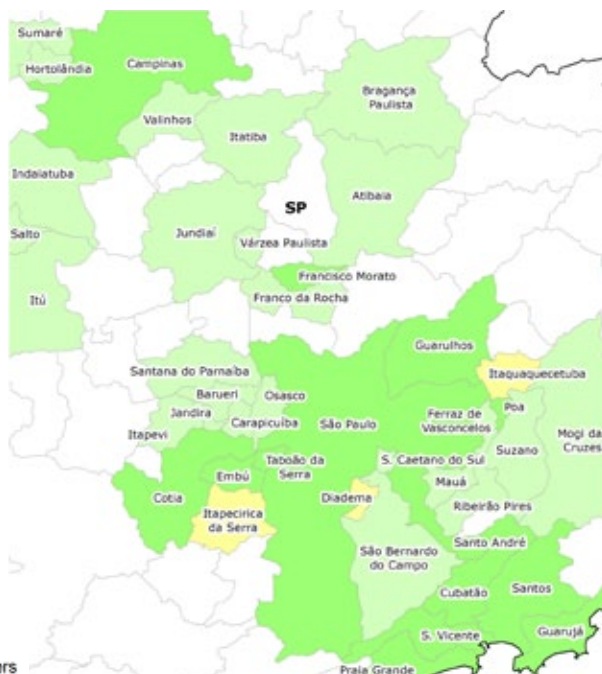 Sumaré
Hortolândia
Campinas
Bragança
Paulista
Valinhos
Itatiba
Indaiatuba
Atibaia
SP
Salto
Jundiaí
Várzea Paulista
Francisco Morato
Itú
Franco da Rocha
Guarulhos
Santana do Parnaíba
Itaquaquecetuba
Barueri
Osasco
Jandira
Carapicuíba
São Paulo
Ferraz de
Vasconcelos
Poa
Itapevi
Mogi da
Cruzes
Suzano
Taboão da
Serra
S. Caetano do Sul
Embú
Mauá
Cotia
Diadema
Ribeirão Pires
Itapecirica
da Serra
Santo André
São Bernardo
do Campo
Cubatão
Santos
S. Vicente
Guarujá
Praia Grande
ers